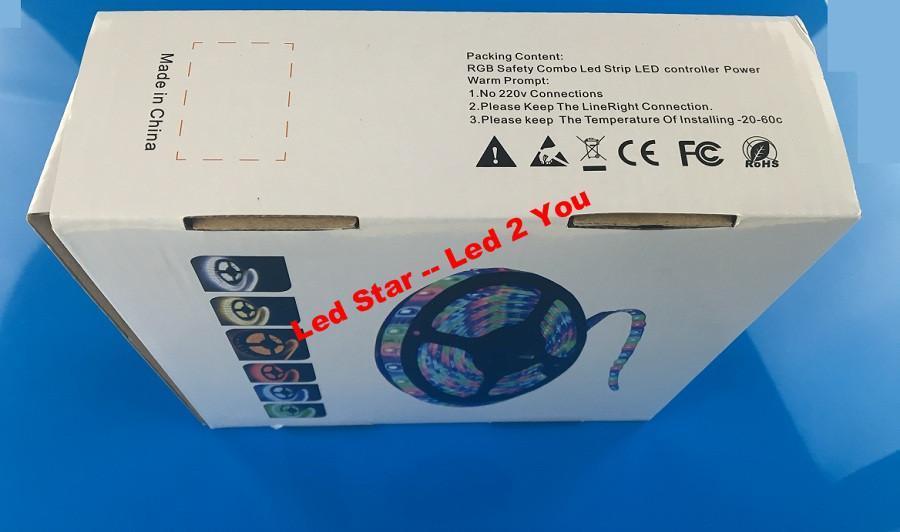 Made in China
Packing Content:
RGB Safety Combo Led Strip LED controller Power
Warm Prompt:
1.No 220v Connections
2.Please Keep The LineRight Connection.
3.Please keep The Temperature Of Installing -20-60c
CE FC RoHS
Led Star -- Led 2 You